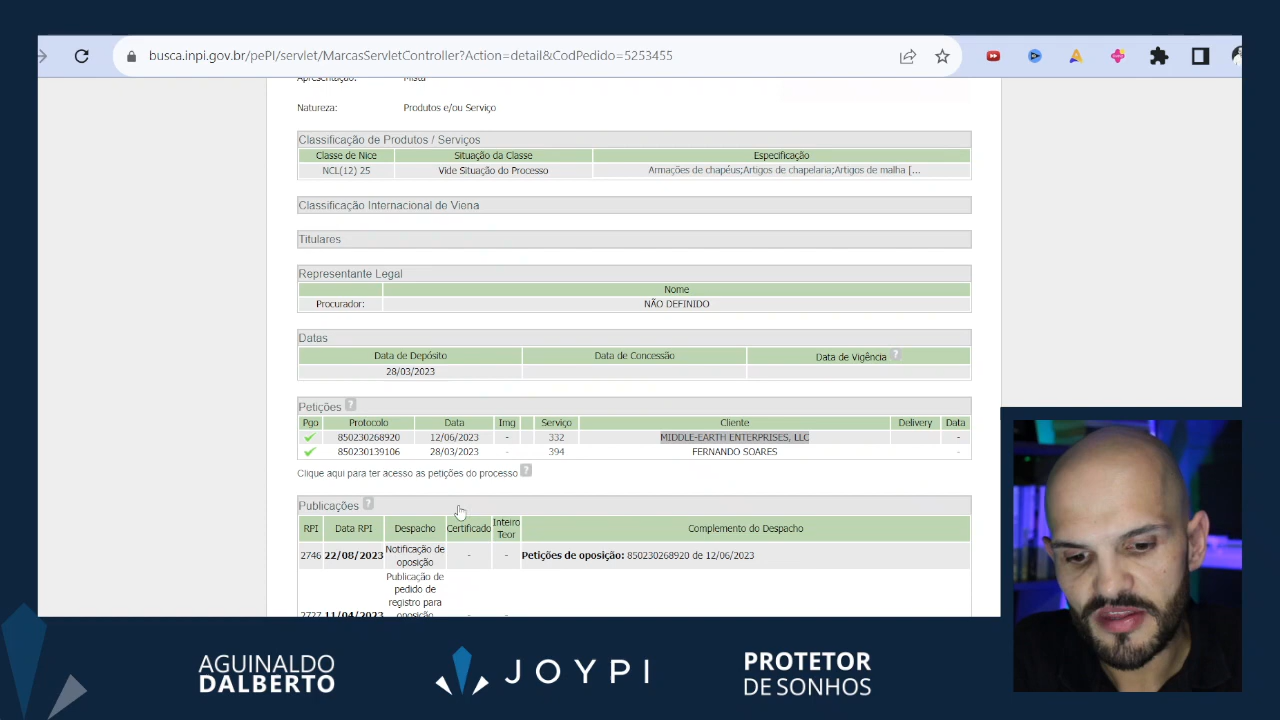 busca.inpi.gov.br/pePI/servlet/MarcasServletController?Action=detail&CodPedido=5253455
Apresentação: Mista
Natureza: Produtos e/ou Serviço
Classificação de Produtos / Serviços
Classe de Nice Situação da Classe Especificação
NCL(12) 25 Vide Situação do Processo Armações de chapéus;Artigos de chapelaria;Artigos de malha [...
Classificação Internacional de Viena
Titulares
Representante Legal
Nome
Procurador: NÃO DEFINIDO
Datas
Data de Depósito Data de Concessão Data de Vigência ?
28/03/2023
Petições ?
Pgo Protocolo Data Img Serviço Cliente Delivery Data
850230268920 12/06/2023 - 332 MIDDLE-EARTH ENTERPRISES, LLC -
850230139106 28/03/2023 - 394 FERNANDO SOARES -
Clique aqui para ter acesso as petições do processo ?
Publicações ?
RPI Data RPI Despacho Certificado Inteiro Teor Complemento do Despacho
2746 22/08/2023 Notificação de oposição - - Petições de oposição: 850230268920 de 12/06/2023
Publicação de
pedido de
registro para
oposição
2727 11/04/2023 - -
AGUINALDO
DALBERTO
JOYPI
PROTETOR
DE SONHOS